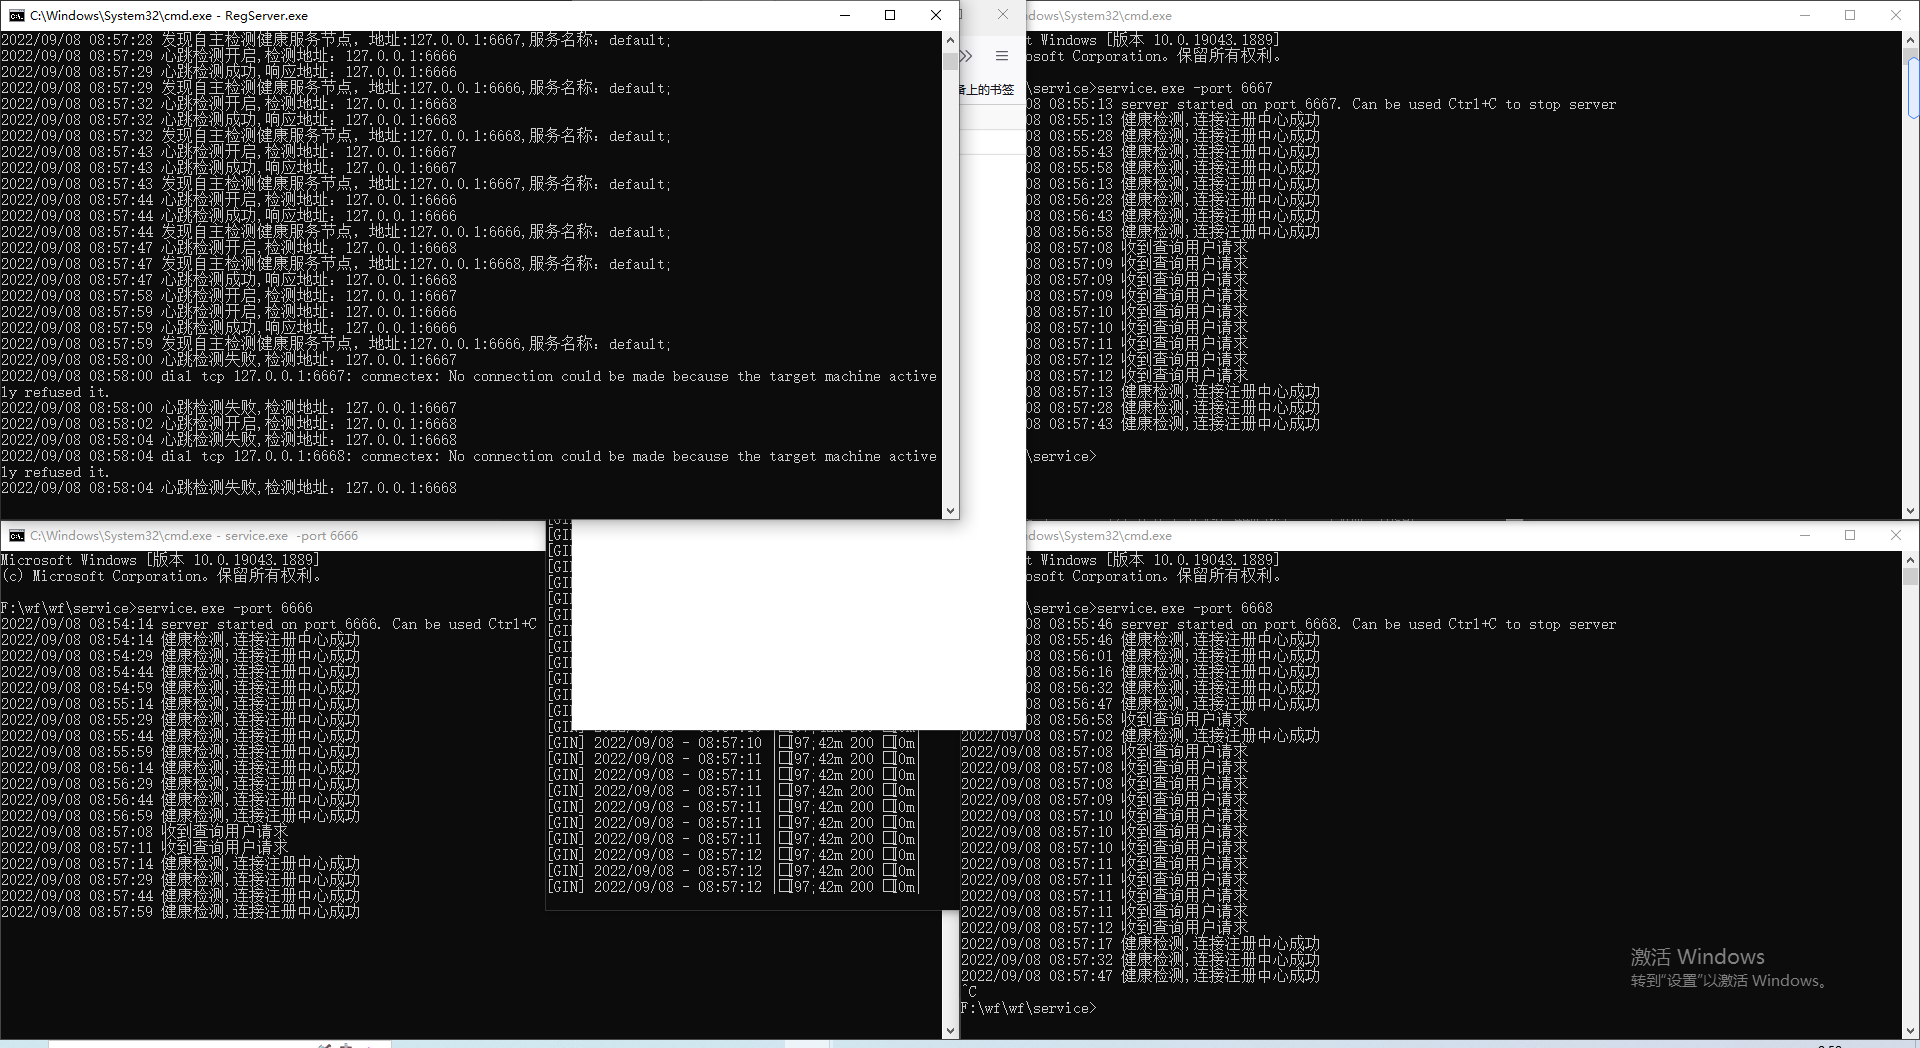 C:\Windows\System32\cmd.exe - RegServer.exe
2022/09/08 08:57:28 发现自主检测健康服务节点, 地址:127.0.0.1:6667,服务名称: default;
2022/09/08 08:57:29 心跳检测开启,检测地址: 127.0.0.1:6666
2022/09/08 08:57:29 心跳检测成功,响应地址: 127.0.0.1:6666
2022/09/08 08:57:29 发现自主检测健康服务节点, 地址:127.0.0.1:6666,服务名称: default;
2022/09/08 08:57:32 心跳检测开启,检测地址: 127.0.0.1:6668
2022/09/08 08:57:32 心跳检测成功,响应地址: 127.0.0.1:6668
2022/09/08 08:57:32 发现自主检测健康服务节点, 地址:127.0.0.1:6668,服务名称: default;
2022/09/08 08:57:43 心跳检测开启,检测地址: 127.0.0.1:6667
2022/09/08 08:57:43 心跳检测成功,响应地址: 127.0.0.1:6667
2022/09/08 08:57:43 发现自主检测健康服务节点, 地址:127.0.0.1:6667,服务名称: default;
2022/09/08 08:57:44 心跳检测开启,检测地址: 127.0.0.1:6666
2022/09/08 08:57:44 心跳检测成功,响应地址: 127.0.0.1:6666
2022/09/08 08:57:44 发现自主检测健康服务节点, 地址:127.0.0.1:6666,服务名称: default;
2022/09/08 08:57:47 心跳检测开启,检测地址: 127.0.0.1:6668
2022/09/08 08:57:47 发现自主检测健康服务节点, 地址:127.0.0.1:6668,服务名称: default;
2022/09/08 08:57:47 心跳检测成功,响应地址: 127.0.0.1:6668
2022/09/08 08:57:58 心跳检测开启,检测地址: 127.0.0.1:6667
2022/09/08 08:57:59 心跳检测开启,检测地址: 127.0.0.1:6666
2022/09/08 08:57:59 心跳检测成功,响应地址: 127.0.0.1:6666
2022/09/08 08:57:59 发现自主检测健康服务节点, 地址:127.0.0.1:6666,服务名称: default;
2022/09/08 08:58:00 心跳检测失败,检测地址: 127.0.0.1:6667
2022/09/08 08:58:00 dial tcp 127.0.0.1:6667: connectex: No connection could be made because the target machine active
ly refused it.
2022/09/08 08:58:00 心跳检测失败,检测地址: 127.0.0.1:6667
2022/09/08 08:58:02 心跳检测开启,检测地址: 127.0.0.1:6668
2022/09/08 08:58:04 心跳检测失败,检测地址: 127.0.0.1:6668
2022/09/08 08:58:04 dial tcp 127.0.0.1:6668: connectex: No connection could be made because the target machine active
ly refused it.
2022/09/08 08:58:04 心跳检测失败,检测地址: 127.0.0.1:6668
备上的书签
dows\System32\cmd.exe
t Windows [版本 10.0.19043.1889]
osoft Corporation。保留所有权利。
\service>service.exe -port 6667
08 08:55:13 server started on port 6667. Can be used Ctrl+C to stop server
08 08:55:13 健康检测,连接注册中心成功
08 08:55:28 健康检测,连接注册中心成功
08 08:55:43 健康检测,连接注册中心成功
08 08:55:58 健康检测,连接注册中心成功
08 08:56:13 健康检测,连接注册中心成功
08 08:56:28 健康检测,连接注册中心成功
08 08:56:43 健康检测,连接注册中心成功
08 08:56:58 健康检测,连接注册中心成功
08 08:57:08 收到查询用户请求
08 08:57:09 收到查询用户请求
08 08:57:09 收到查询用户请求
08 08:57:09 收到查询用户请求
08 08:57:10 收到查询用户请求
08 08:57:10 收到查询用户请求
08 08:57:11 收到查询用户请求
08 08:57:12 收到查询用户请求
08 08:57:12 收到查询用户请求
08 08:57:13 健康检测,连接注册中心成功
08 08:57:28 健康检测,连接注册中心成功
08 08:57:43 健康检测,连接注册中心成功
\service>
C:\Windows\System32\cmd.exe - service.exe  -port 6666
Microsoft Windows [版本 10.0.19043.1889]
(c) Microsoft Corporation。保留所有权利。
F:\wf\wf\service>service.exe -port 6666
2022/09/08 08:54:14 server started on port 6666. Can be used Ctrl+C
2022/09/08 08:54:14 健康检测,连接注册中心成功
2022/09/08 08:54:29 健康检测,连接注册中心成功
2022/09/08 08:54:44 健康检测,连接注册中心成功
2022/09/08 08:54:59 健康检测,连接注册中心成功
2022/09/08 08:55:14 健康检测,连接注册中心成功
2022/09/08 08:55:29 健康检测,连接注册中心成功
2022/09/08 08:55:44 健康检测,连接注册中心成功
2022/09/08 08:55:59 健康检测,连接注册中心成功
2022/09/08 08:56:14 健康检测,连接注册中心成功
2022/09/08 08:56:29 健康检测,连接注册中心成功
2022/09/08 08:56:44 健康检测,连接注册中心成功
2022/09/08 08:56:59 健康检测,连接注册中心成功
2022/09/08 08:57:08 收到查询用户请求
2022/09/08 08:57:11 收到查询用户请求
2022/09/08 08:57:14 健康检测,连接注册中心成功
2022/09/08 08:57:29 健康检测,连接注册中心成功
2022/09/08 08:57:44 健康检测,连接注册中心成功
2022/09/08 08:57:59 健康检测,连接注册中心成功
[GIN] 2022/09/08 - 08:57:10 |□[97;42m 200 □[0m|
[GIN] 2022/09/08 - 08:57:11 |□[97;42m 200 □[0m|
[GIN] 2022/09/08 - 08:57:11 |□[97;42m 200 □[0m|
[GIN] 2022/09/08 - 08:57:11 |□[97;42m 200 □[0m|
[GIN] 2022/09/08 - 08:57:11 |□[97;42m 200 □[0m|
[GIN] 2022/09/08 - 08:57:11 |□[97;42m 200 □[0m|
[GIN] 2022/09/08 - 08:57:11 |□[97;42m 200 □[0m|
[GIN] 2022/09/08 - 08:57:12 |□[97;42m 200 □[0m|
[GIN] 2022/09/08 - 08:57:12 |□[97;42m 200 □[0m|
[GIN] 2022/09/08 - 08:57:12 |□[97;42m 200 □[0m|
dows\System32\cmd.exe
t Windows [版本 10.0.19043.1889]
osoft Corporation。保留所有权利。
\service>service.exe -port 6668
08 08:55:46 server started on port 6668. Can be used Ctrl+C to stop server
08 08:55:46 健康检测,连接注册中心成功
08 08:56:01 健康检测,连接注册中心成功
08 08:56:16 健康检测,连接注册中心成功
08 08:56:32 健康检测,连接注册中心成功
08 08:56:47 健康检测,连接注册中心成功
08 08:56:58 收到查询用户请求
2022/09/08 08:57:02 健康检测,连接注册中心成功
2022/09/08 08:57:08 收到查询用户请求
2022/09/08 08:57:08 收到查询用户请求
2022/09/08 08:57:08 收到查询用户请求
2022/09/08 08:57:09 收到查询用户请求
2022/09/08 08:57:10 收到查询用户请求
2022/09/08 08:57:10 收到查询用户请求
2022/09/08 08:57:10 收到查询用户请求
2022/09/08 08:57:11 收到查询用户请求
2022/09/08 08:57:11 收到查询用户请求
2022/09/08 08:57:11 收到查询用户请求
2022/09/08 08:57:11 收到查询用户请求
2022/09/08 08:57:12 收到查询用户请求
2022/09/08 08:57:17 健康检测,连接注册中心成功
2022/09/08 08:57:32 健康检测,连接注册中心成功
2022/09/08 08:57:47 健康检测,连接注册中心成功
^C
F:\wf\wf\service>
激活 Windows
转到"设置"以激活 Windows。